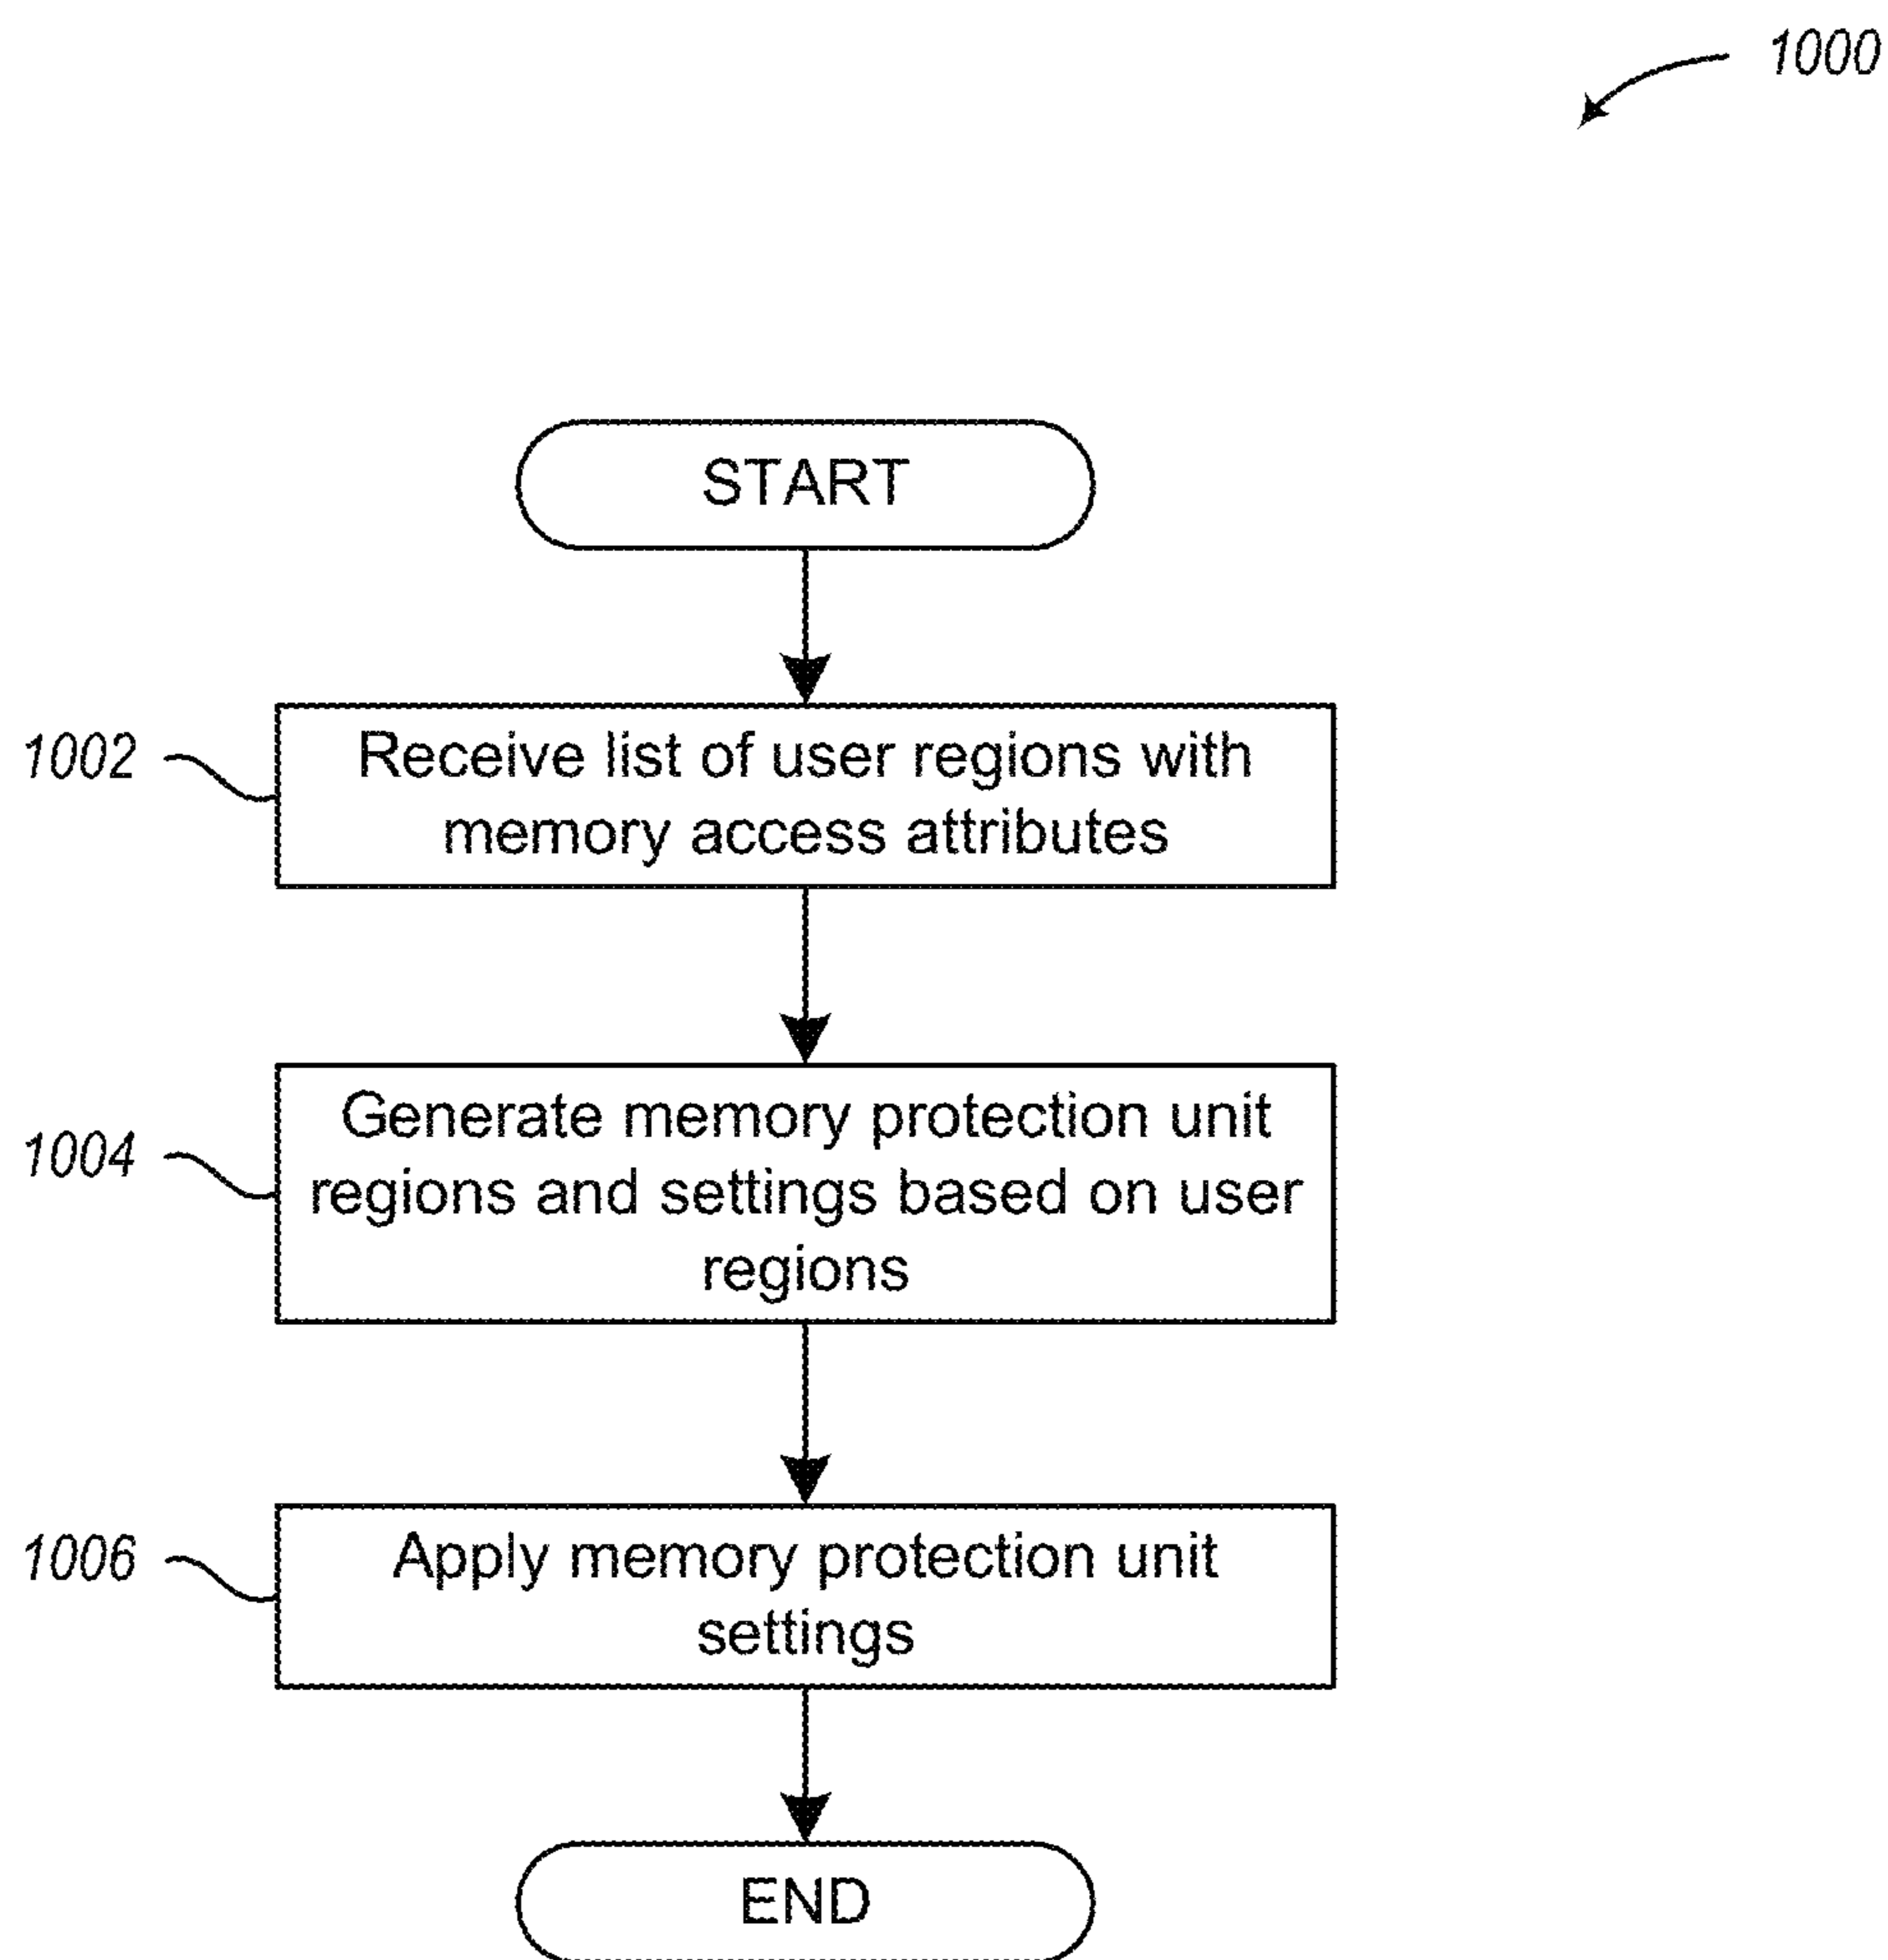 1000
START
1002
Receive list of user regions with
memory access attributes
1004
Generate memory protection unit
regions and settings based on user
regions
1006
Apply memory protection unit
settings
END